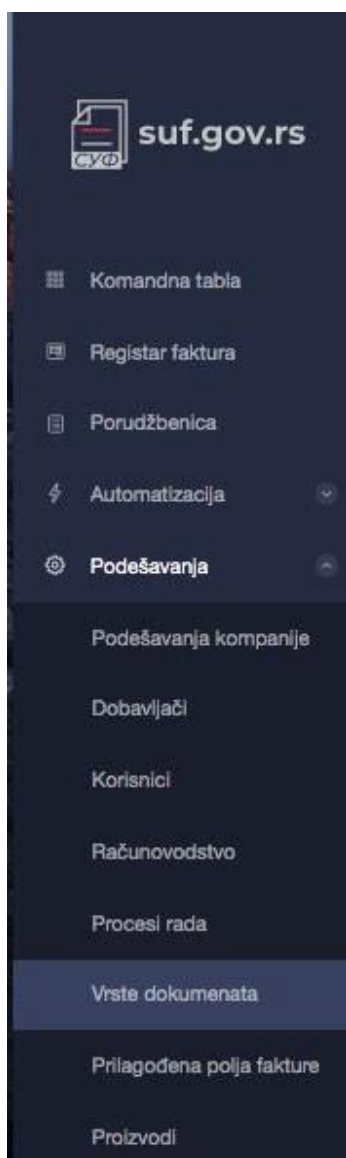 СУФ
suf.gov.rs
Komandna tabla
Registar faktura
Porudžbenica
Automatizacija
Podešavanja
Podešavanja kompanije
Dobavljači
Korisnici
Računovodstvo
Procesi rada
Vrste dokumenata
Prilagođena polja fakture
Proizvodi